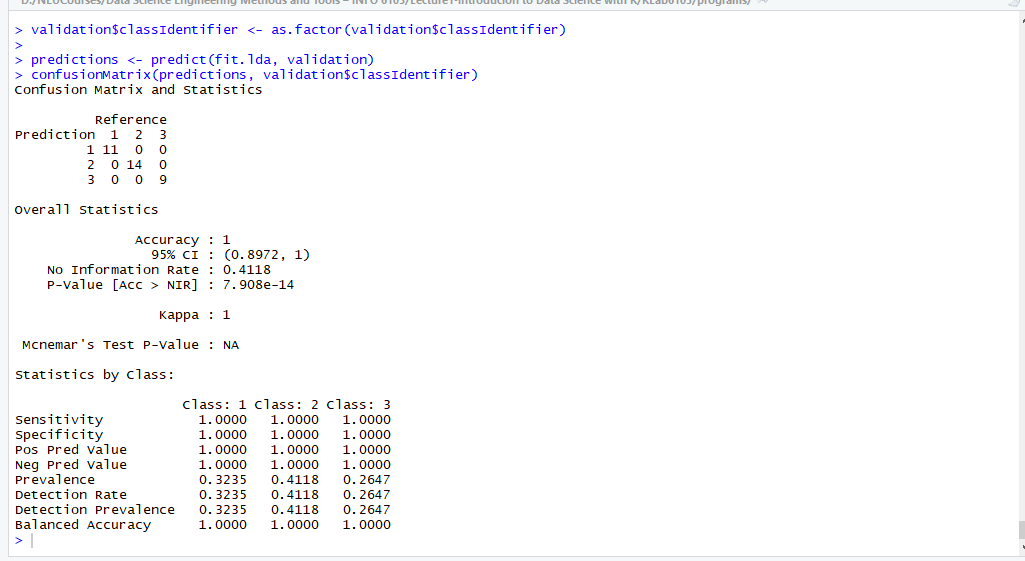 > validation$classIdentifier <- as.factor(validation$classIdentifier)
>
> predictions <- predict(fit.lda, validation)
> confusionMatrix(predictions, validation$classIdentifier)
Confusion Matrix and Statistics
Reference
Prediction 1 2 3
1 11 0 0
2 0 14 0
3 0 0 9
Overall Statistics
Accuracy : 1
95% CI : (0.8972, 1)
No Information Rate : 0.4118
P-Value [Acc > NIR] : 7.908e-14
Kappa : 1
Mcnemar's Test P-Value : NA
Statistics by Class:
Class: 1 Class: 2 Class: 3
Sensitivity 1.0000 1.0000 1.0000
Specificity 1.0000 1.0000 1.0000
Pos Pred Value 1.0000 1.0000 1.0000
Neg Pred Value 1.0000 1.0000 1.0000
Prevalence 0.3235 0.4118 0.2647
Detection Rate 0.3235 0.4118 0.2647
Detection Prevalence 0.3235 0.4118 0.2647
Balanced Accuracy 1.0000 1.0000 1.0000
>